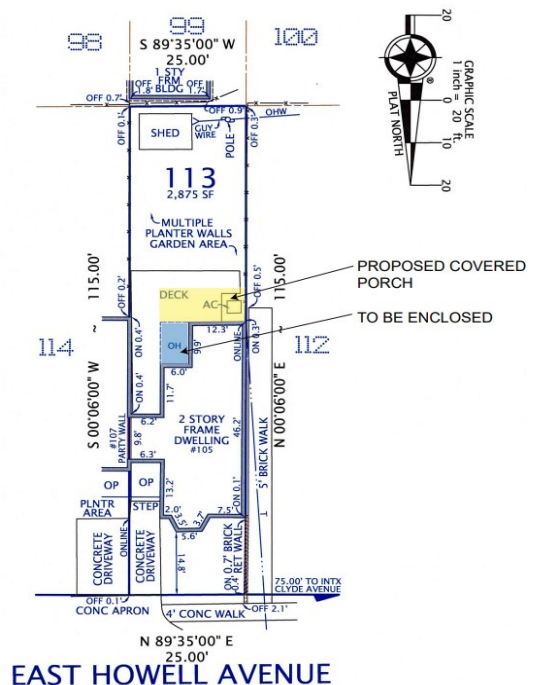 98
99
100
S 89°35'00" W
25.00'
1 STY
FRM
BLDG
OFF 1.8'
OFF 1.7'
OFF 0.7'
OFF 0.9'
OHW
OFF 0.1'
OFF 0.3'
SHED
GUY
WIRE
POLE
113
2,875 SF
MULTIPLE
PLANTER WALLS
GARDEN AREA
20
0
10
20
GRAPHIC SCALE
1 inch = 20 ft.
PLAT NORTH
115.00'
~
S 00°06'00" W
115.00'
~
N 00°06'00" E
OFF 0.2'
OFF 0.5'
DECK
AC
PROPOSED COVERED
PORCH
TO BE ENCLOSED
114
112
ON 0.4'
ON 0.4'
12.3'
ONLINE
ON 0.3'
OH
9.9'
6.0'
11.7'
6.2'
2 STORY
FRAME
DWELLING
#105
46.2'
#107
PARTY WALL
9.8'
6.3'
5' BRICK WALK
OP
OP
13.2'
ON 0.1'
PLNTR
AREA
STEP
2.0'
3.5'
5.6'
3.7'
7.5'
CONCRETE
DRIVEWAY
ONLINE
CONCRETE
DRIVEWAY
14.8'
ON 0.7' BRICK
0.4' RET WALL
T
75.00' TO INTX
CLYDE AVENUE
OFF 0.1'
CONC APRON
4' CONC WALK
OFF 2.1'
N 89°35'00" E
25.00'
EAST HOWELL AVENUE